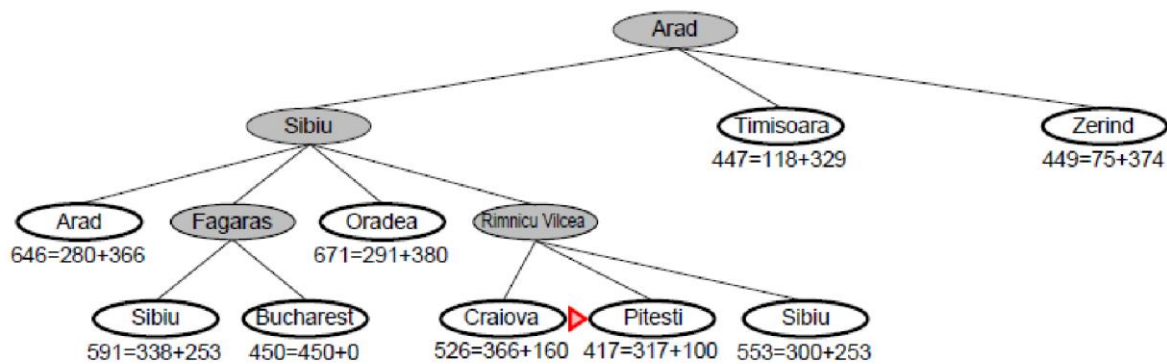 Arad
Sibiu Timisoara Zerind
447=118+329 449=75+374
Arad Fagaras Oradea Rimnicu Vilcea
646=280+366 671=291+380
Sibiu Bucharest Craiova Pitesti Sibiu
591=338+253 450=450+0 526=366+160 417=317+100 553=300+253